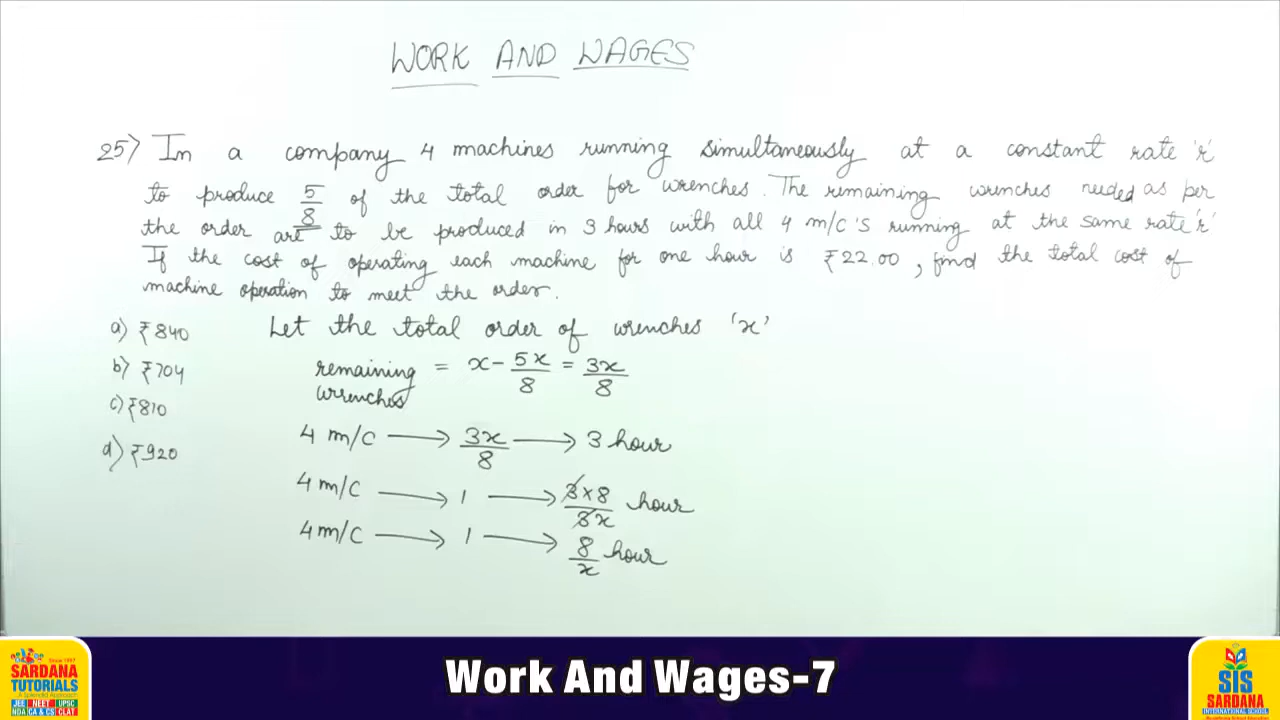 WORK AND WAGES
25) In a company 4 machines running simultaneously at a constant rate 'r'
to produce 5/8 of the total order for wrenches. The remaining wrenches needed as per
the order are to be produced in 3 hours with all 4 m/c's running at the same rate 'r'
If the cost of operating each machine for one hour is ₹22.00, find the total cost of
machine operation to meet the order.
a) ₹840
b) ₹704
c) ₹810
d) ₹920
Let the total order of wrenches 'x'
remaining wrenches = x - 5x/8 = 3x/8
4 m/c → 3x/8 → 3 hour
4 m/c → 1 → 3×8/3x hour
4 m/c → 1 → 8/x hour
Since 1997
SARDANA
TUTORIALS
A Splendid Approach
JEE NEET UPSC
NDA CA & CS CLAT
Work And Wages-7
SIS
SARDANA
INTERNATIONAL SCHOOL